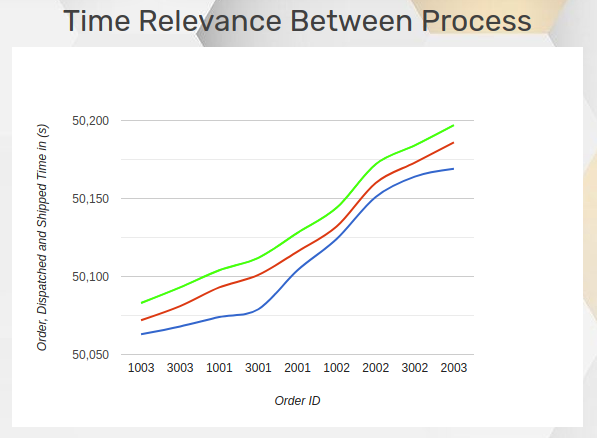 Time Relevance Between Process
Order, Dispatched and Shipped Time in (s)
50,200
50,150
50,100
50,050
1003 3003 1001 3001 2001 1002 2002 3002 2003
Order ID